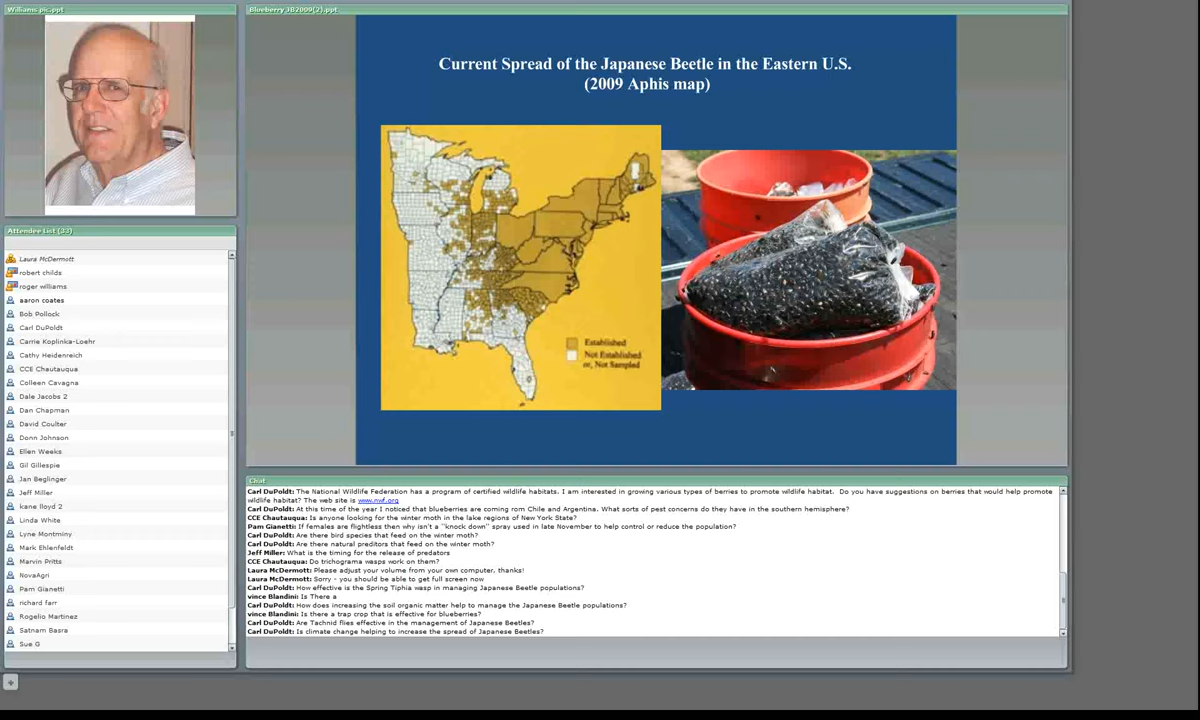 Williams pic.ppt
Blueberry JB2009[2].ppt
Current Spread of the Japanese Beetle in the Eastern U.S.
(2009 Aphis map)
Established
Not Established
or, Not Sampled
Attendee List (33)
Laura McDermott
robert childs
roger williams
aaron coates
Bob Pollock
Carl DuPoldt
Carrie Koplinka-Loehr
Cathy Heidenreich
CCE Chautauqua
Colleen Cavagna
Dale Jacobs 2
Dan Chapman
David Coulter
Donn Johnson
Ellen Weeks
Gil Gillespie
Jan Beglinger
Jeff Miller
kane lloyd 2
Linda White
Lyne Montminy
Mark Ehlenfeldt
Marvin Pritts
NovaAgri
Pam Gianetti
richard farr
Rogelio Martinez
Satnam Basra
Sue G
Chat
Carl DuPoldt: The National Wildlife Federation has a program of certified wildlife habitats. I am interested in growing various types of berries to promote wildlife habitat. Do you have suggestions on berries that would help promote
wildlife habitat? The web site is www.nwf.org
Carl DuPoldt: At this time of the year I noticed that blueberries are coming rom Chile and Argentina. What sorts of pest concerns do they have in the southern hemisphere?
CCE Chautauqua: Is anyone looking for the winter moth in the lake regions of New York State?
Pam Gianetti: If females are flightless then why isn't a "knock down" spray used in late November to help control or reduce the population?
Carl DuPoldt: Are there bird species that feed on the winter moth?
Carl DuPoldt: Are there natural preditors that feed on the winter moth?
Jeff Miller: What is the timing for the release of predators
CCE Chautauqua: Do trichograma wasps work on them?
Laura McDermott: Please adjust your volume from your own computer, thanks!
Laura McDermott: Sorry - you should be able to get full screen now
Carl DuPoldt: How effective is the Spring Tiphia wasp in managing Japanese Beetle populations?
vince Blandini: Is There a
Carl DuPoldt: How does increasing the soil organic matter help to manage the Japanese Beetle populations?
vince Blandini: Is there a trap crop that is effective for blueberries?
Carl DuPoldt: Are Tachnid flies effective in the management of Japanese Beetles?
Carl DuPoldt: Is climate change helping to increase the spread of Japanese Beetles?